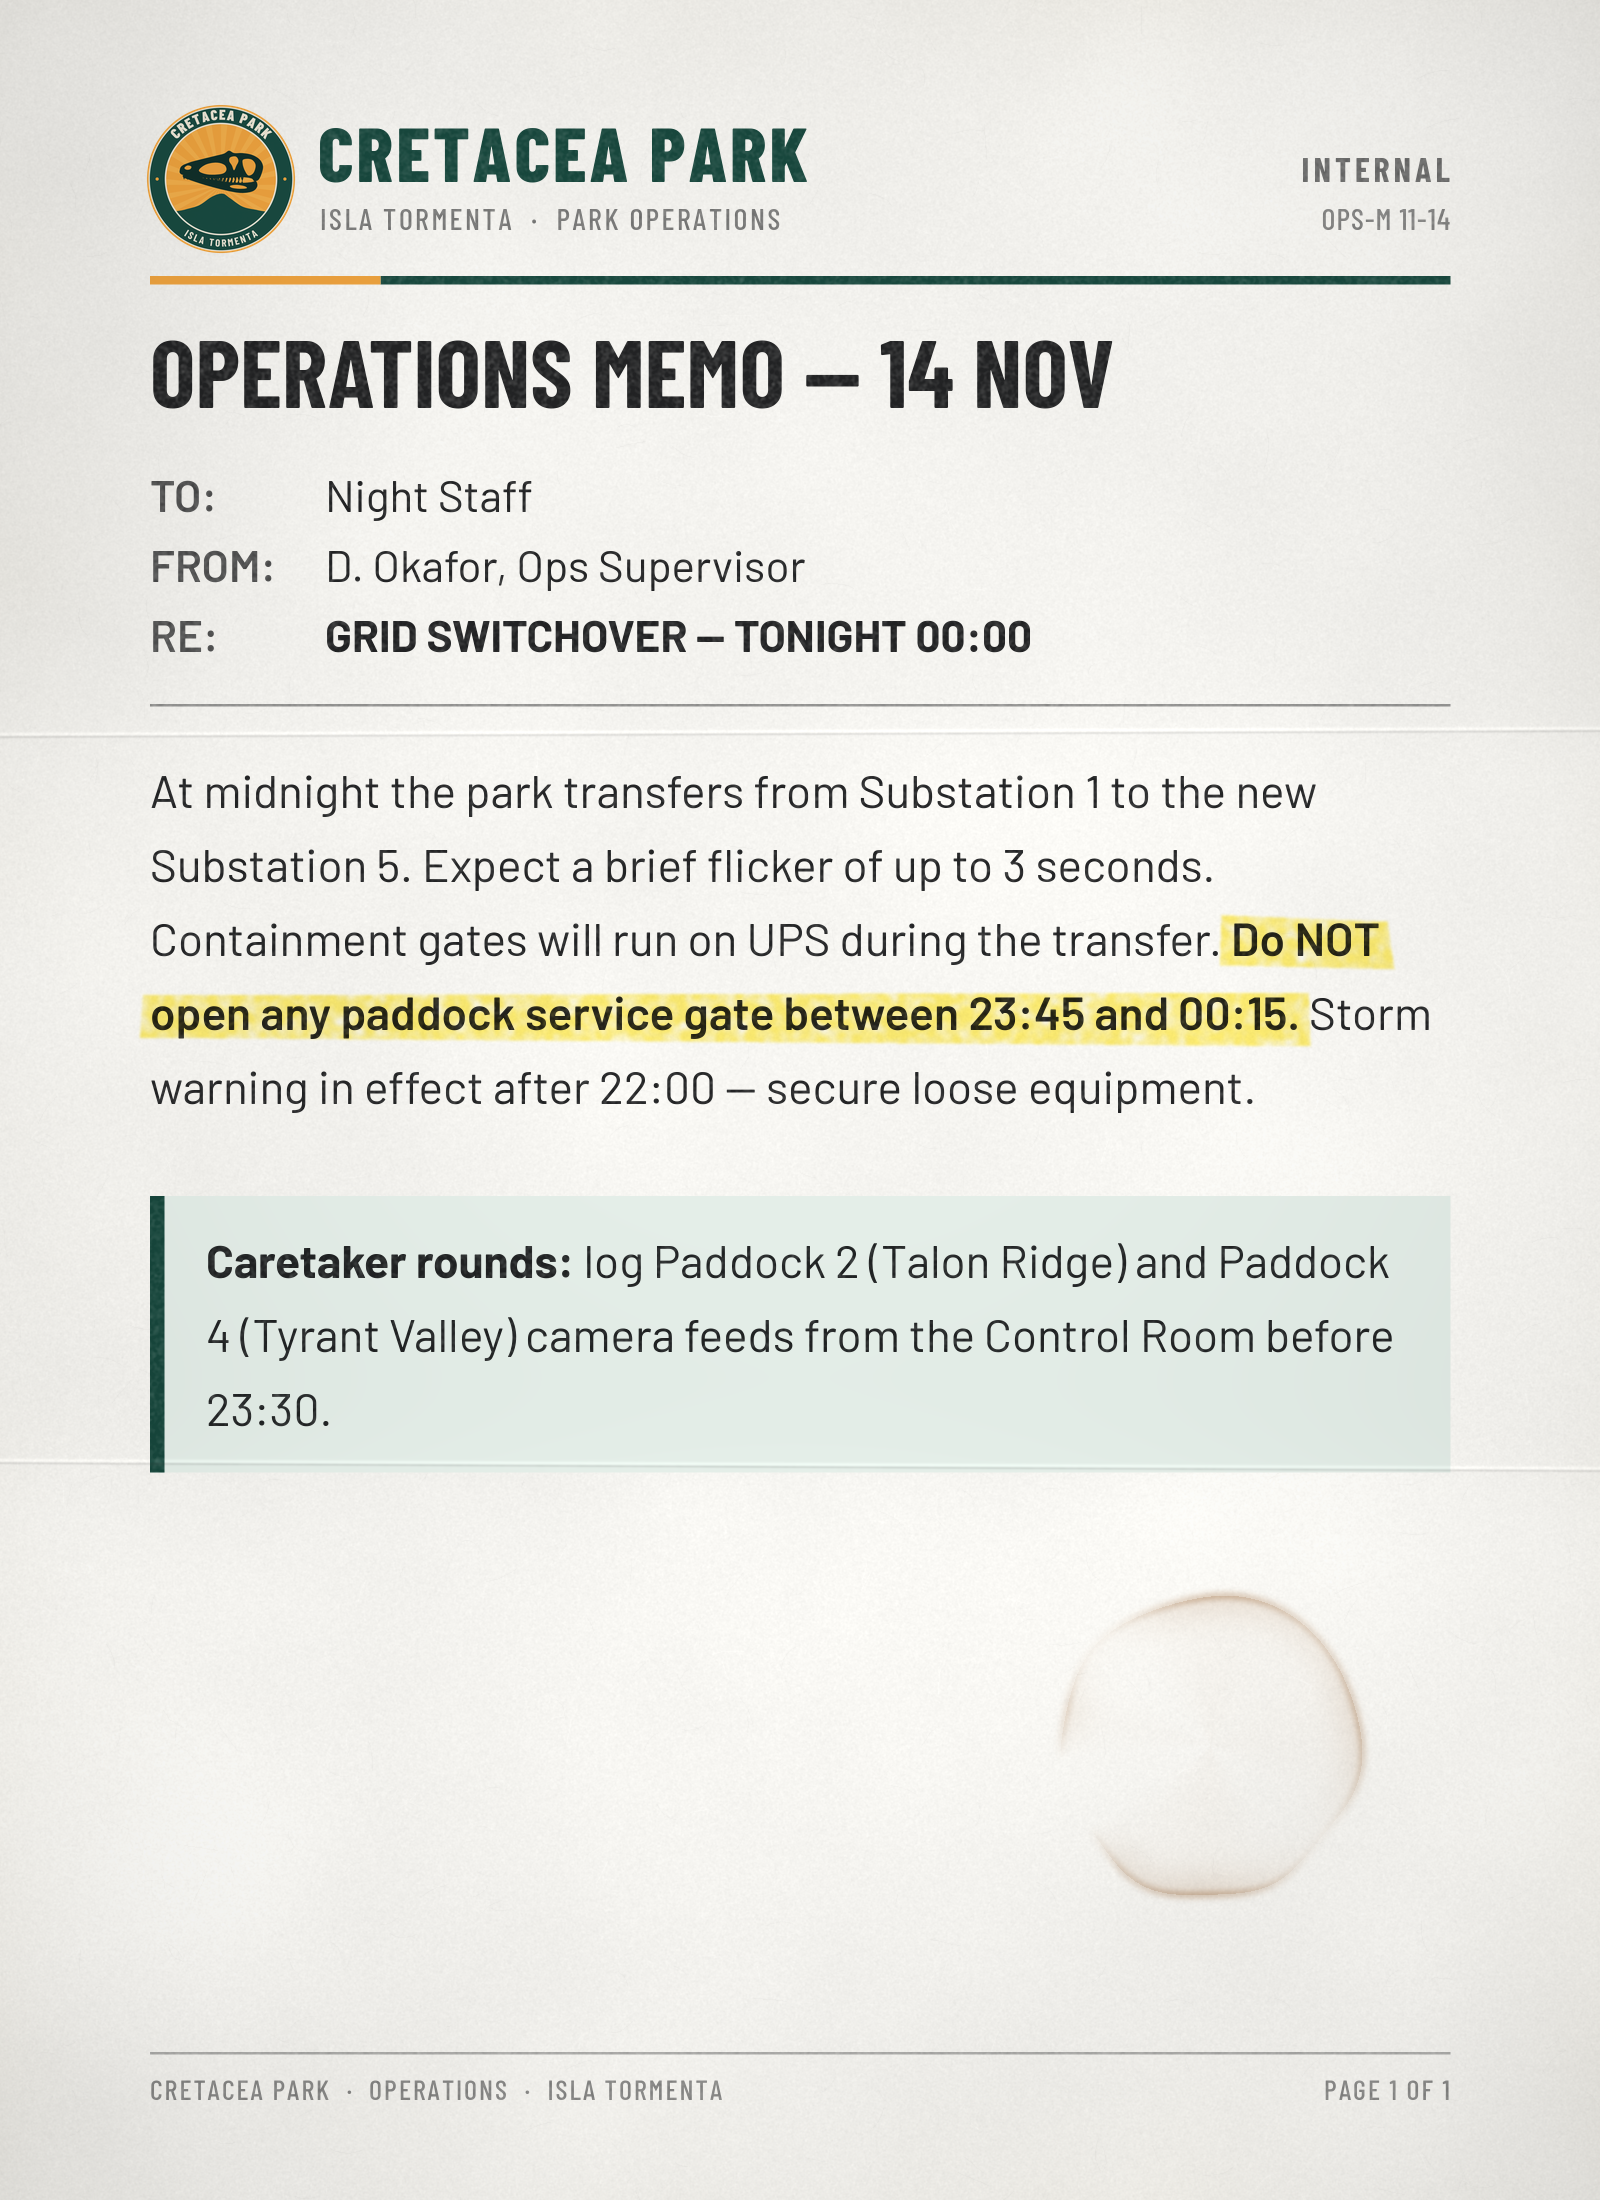 CRETACEA PARK
ISLA TORMENTA
CRETACEA PARK
ISLA TORMENTA · PARK OPERATIONS
INTERNAL
OPS-M 11-14
OPERATIONS MEMO — 14 NOV
TO: Night Staff
FROM: D. Okafor, Ops Supervisor
RE: GRID SWITCHOVER — TONIGHT 00:00
At midnight the park transfers from Substation 1 to the new
Substation 5. Expect a brief flicker of up to 3 seconds.
Containment gates will run on UPS during the transfer. Do NOT
open any paddock service gate between 23:45 and 00:15. Storm
warning in effect after 22:00 — secure loose equipment.
Caretaker rounds: log Paddock 2 (Talon Ridge) and Paddock
4 (Tyrant Valley) camera feeds from the Control Room before
23:30.
CRETACEA PARK · OPERATIONS · ISLA TORMENTA
PAGE 1 OF 1